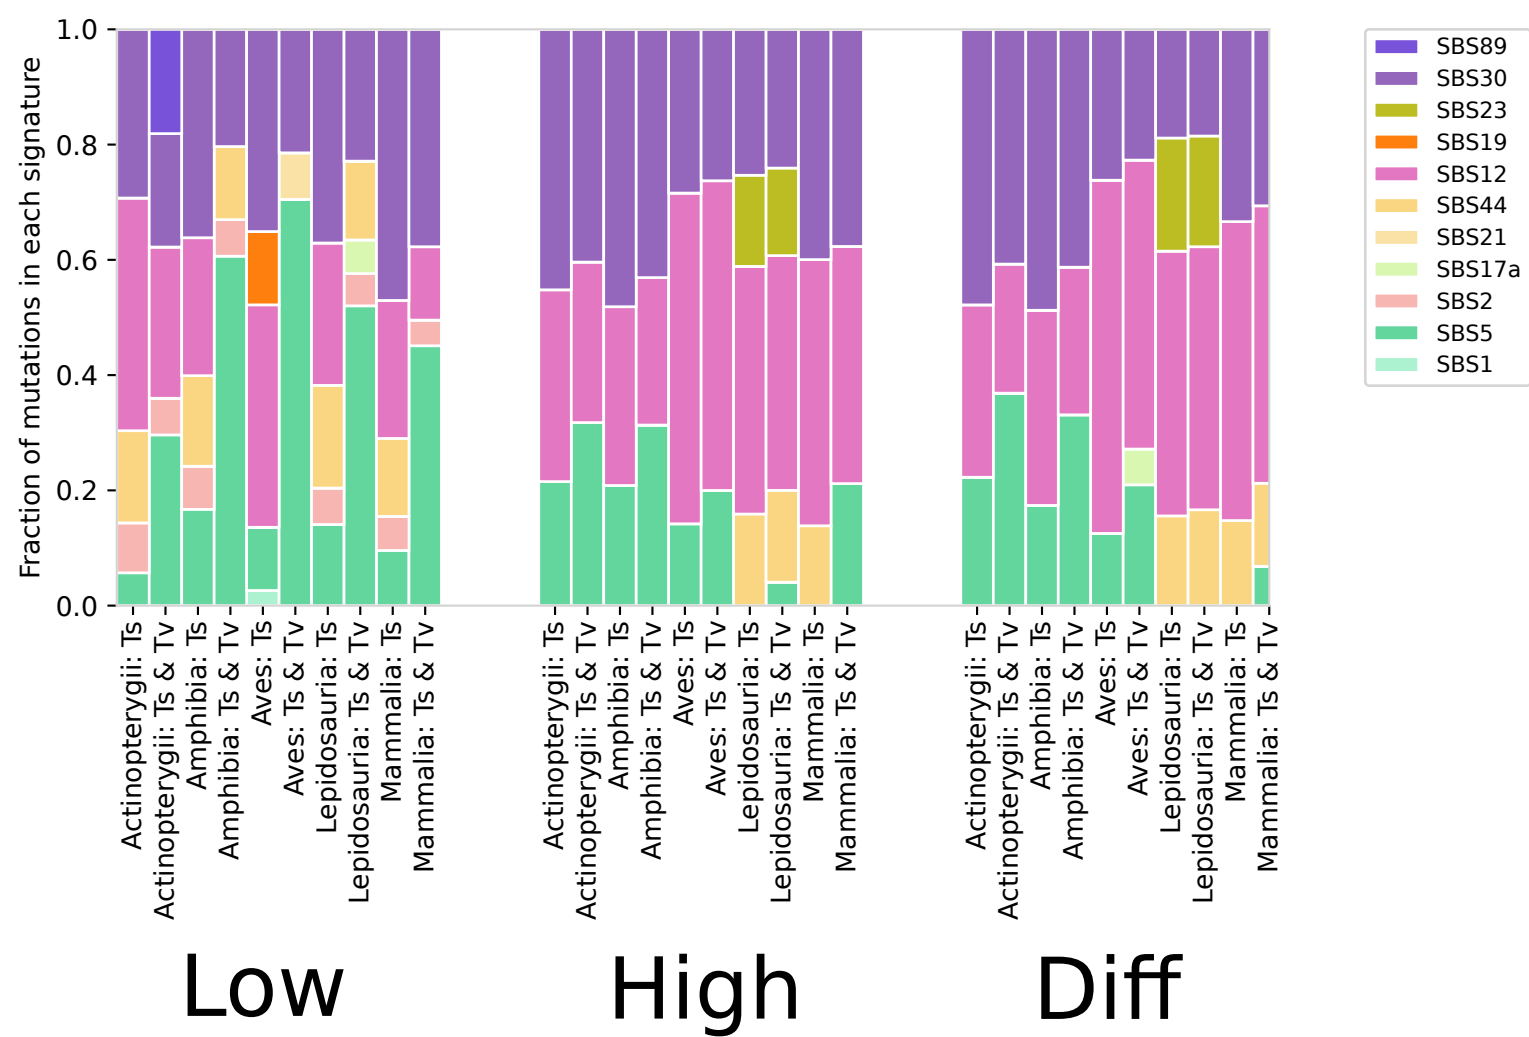 Fraction of mutations in each signature
1.0
0.8
0.6
0.4
0.2
0.0
Actinopterygii: Ts
Actinopterygii: Ts & Tv
Amphibia: Ts
Amphibia: Ts & Tv
Aves: Ts
Aves: Ts & Tv
Lepidosauria: Ts
Lepidosauria: Ts & Tv
Mammalia: Ts
Mammalia: Ts & Tv
Actinopterygii: Ts
Actinopterygii: Ts & Tv
Amphibia: Ts
Amphibia: Ts & Tv
Aves: Ts
Aves: Ts & Tv
Lepidosauria: Ts
Lepidosauria: Ts & Tv
Mammalia: Ts
Mammalia: Ts & Tv
Actinopterygii: Ts
Actinopterygii: Ts & Tv
Amphibia: Ts
Amphibia: Ts & Tv
Aves: Ts
Aves: Ts & Tv
Lepidosauria: Ts
Lepidosauria: Ts & Tv
Mammalia: Ts
Mammalia: Ts & Tv
Low
High
Diff
SBS89
SBS30
SBS23
SBS19
SBS12
SBS44
SBS21
SBS17a
SBS2
SBS5
SBS1